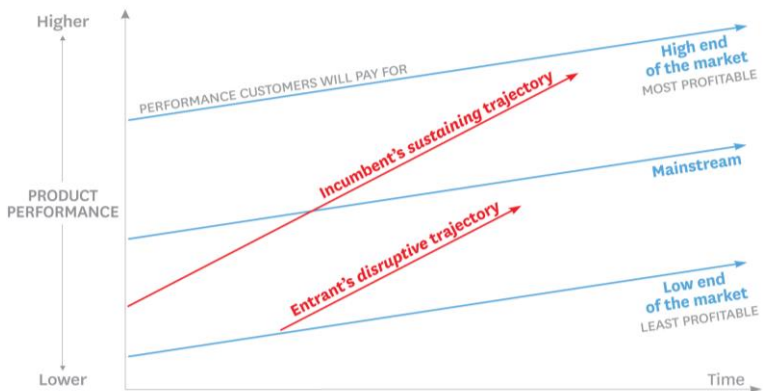 Higher
PERFORMANCE CUSTOMERS WILL PAY FOR
High end
of the market
MOST PROFITABLE
Incumbent's sustaining trajectory
Mainstream
PRODUCT
PERFORMANCE
Entrant's disruptive trajectory
Low end
of the market
LEAST PROFITABLE
Lower
Time